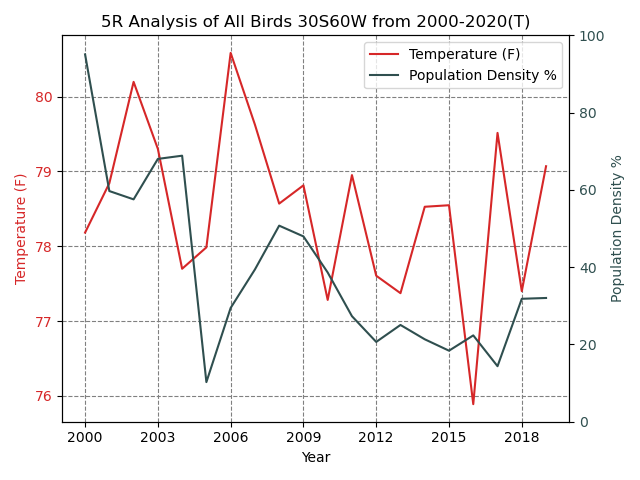 5R Analysis of All Birds 30S60W from 2000-2020(T)
Temperature (F)
Population Density %
80
79
78
77
76
Temperature (F)
100
80
60
40
20
0
Population Density %
2000 2003 2006 2009 2012 2015 2018
Year